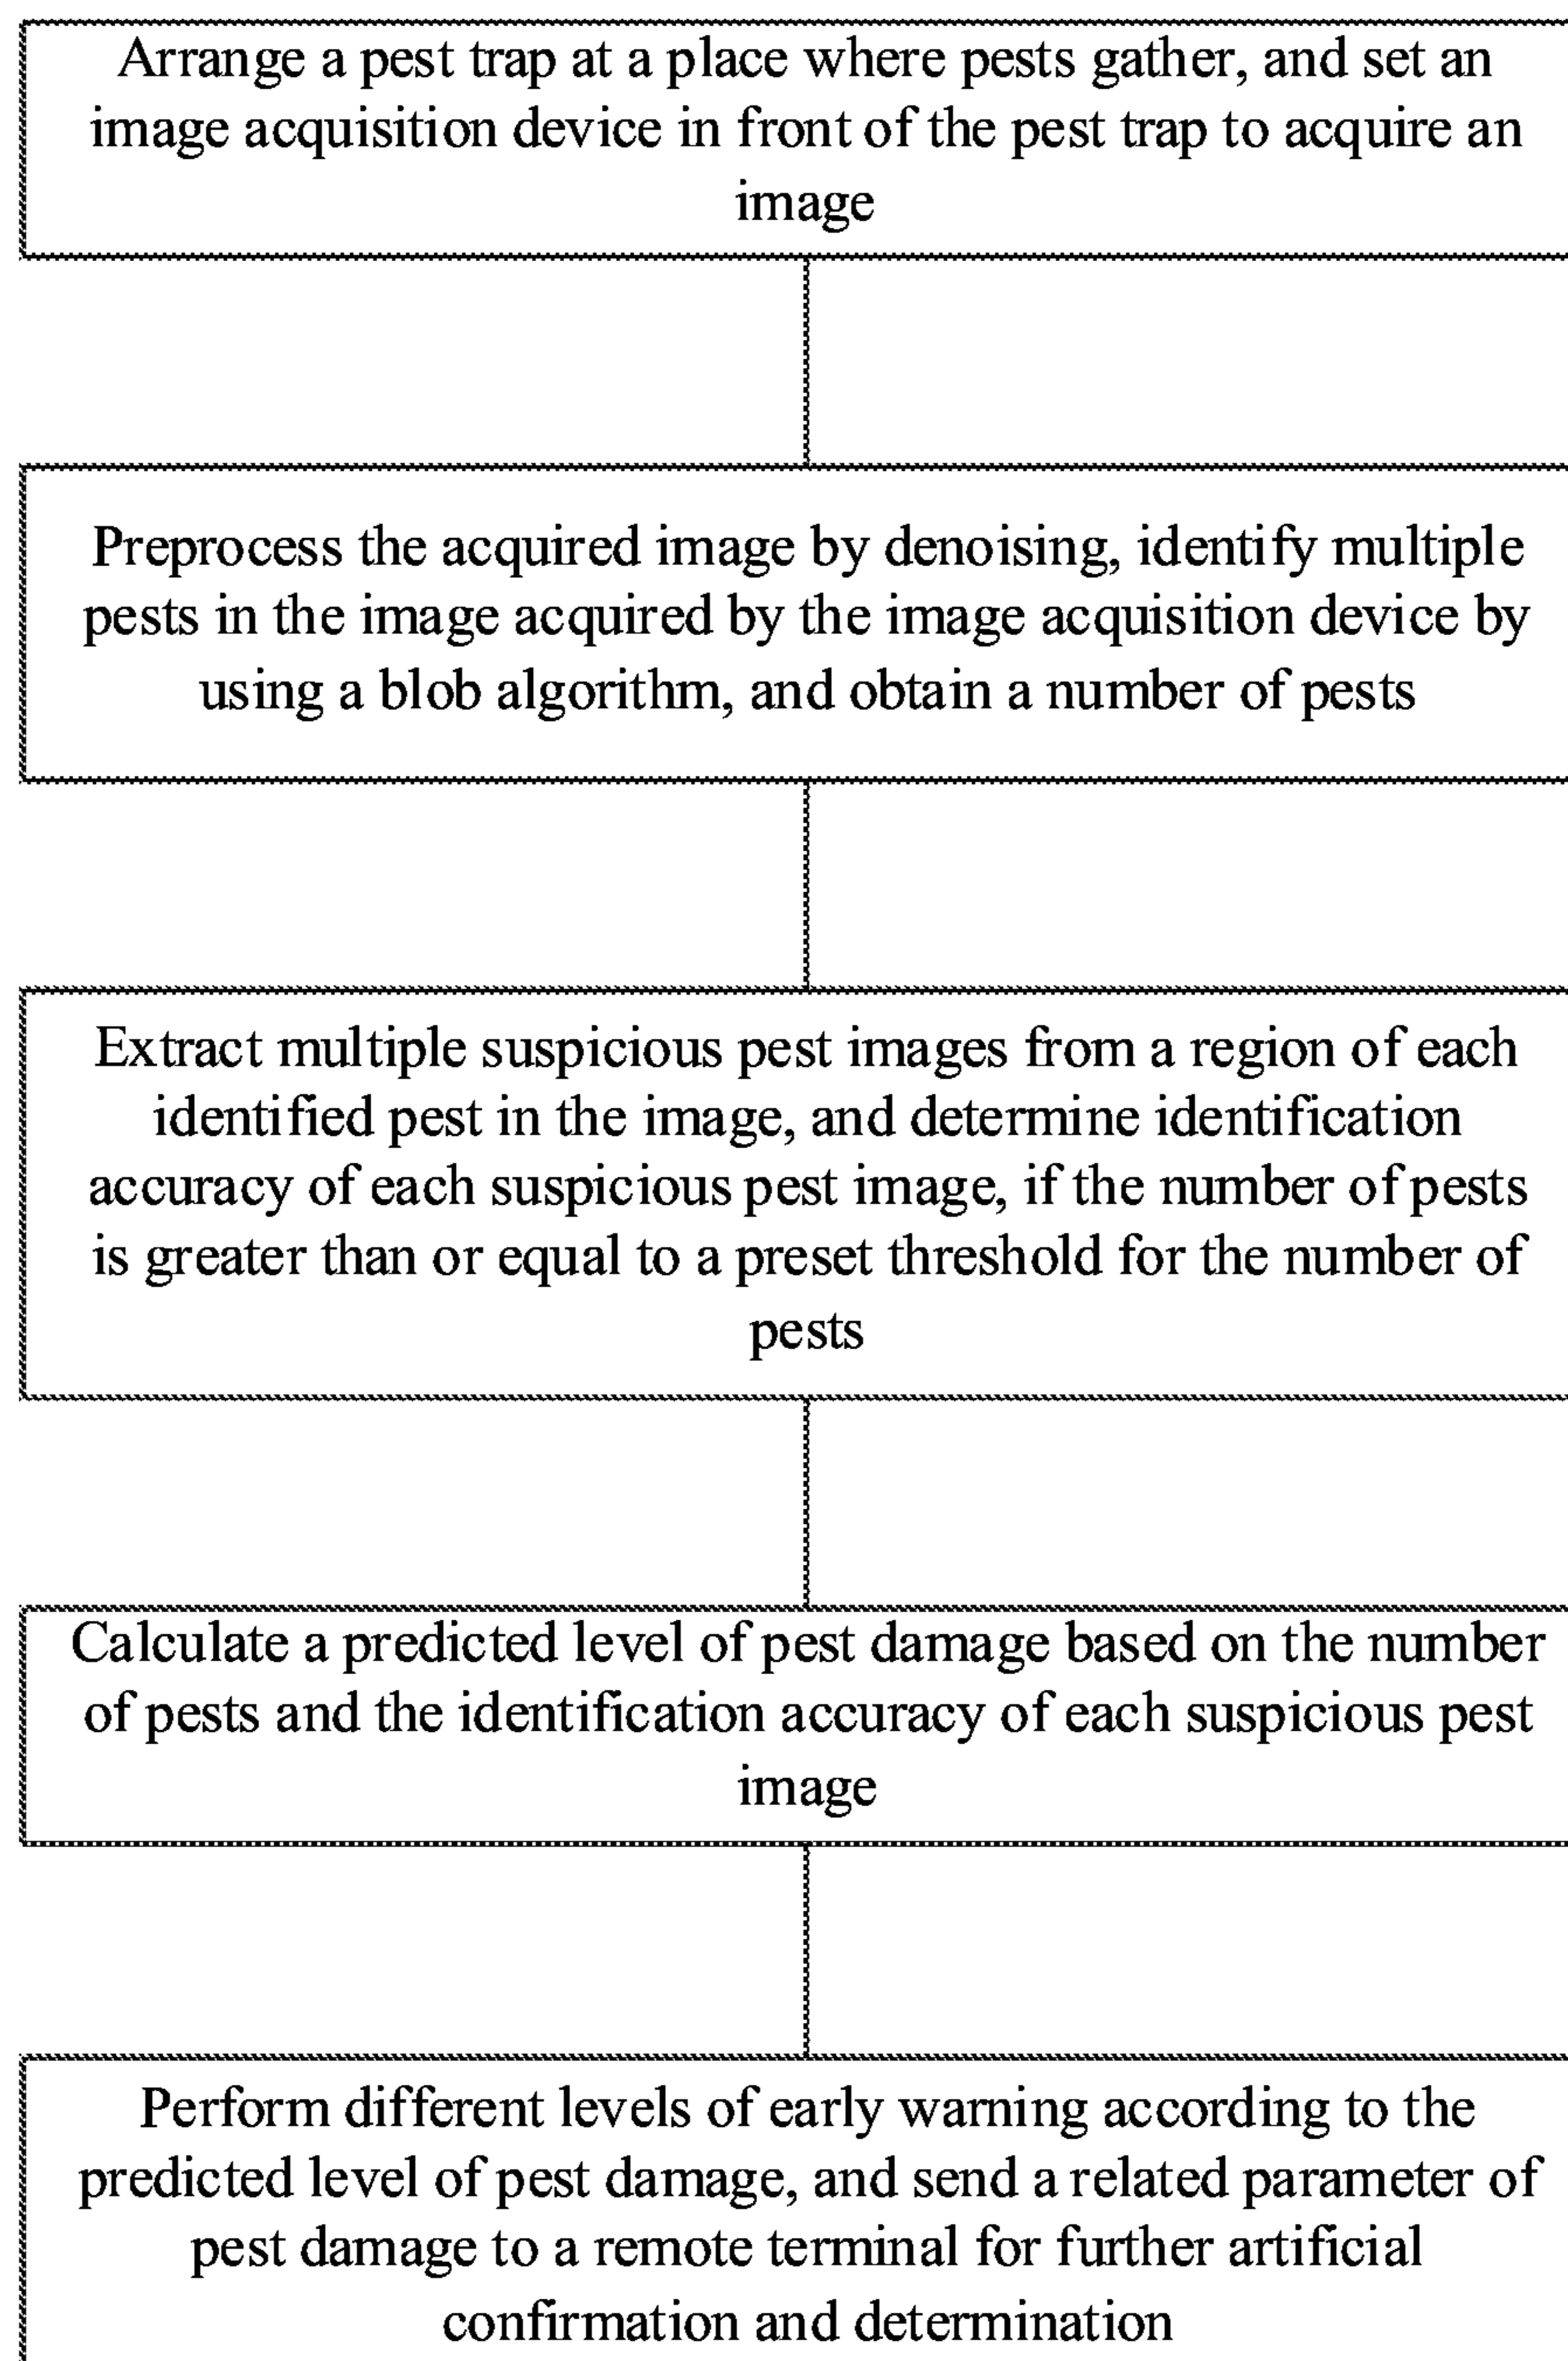 Arrange a pest trap at a place where pests gather, and set an
image acquisition device in front of the pest trap to acquire an
image
Preprocess the acquired image by denoising, identify multiple
pests in the image acquired by the image acquisition device by
using a blob algorithm, and obtain a number of pests
Extract multiple suspicious pest images from a region of each
identified pest in the image, and determine identification
accuracy of each suspicious pest image, if the number of pests
is greater than or equal to a preset threshold for the number of
pests
Calculate a predicted level of pest damage based on the number
of pests and the identification accuracy of each suspicious pest
image
Perform different levels of early warning according to the
predicted level of pest damage, and send a related parameter of
pest damage to a remote terminal for further artificial
confirmation and determination